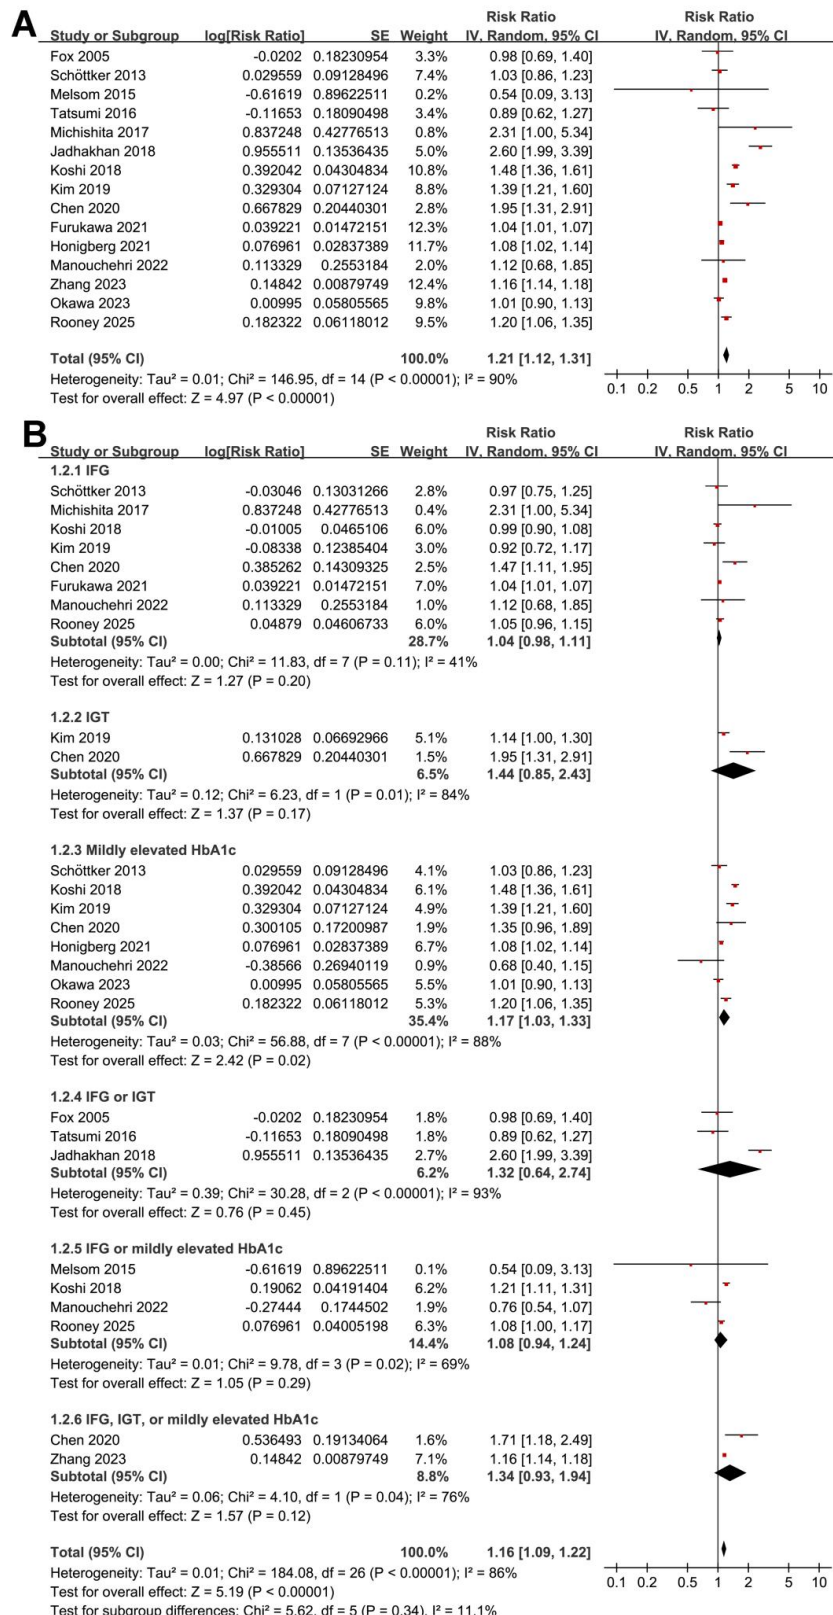 A
Risk Ratio Risk Ratio
Study or Subgroup log[Risk Ratio] SE Weight IV, Random, 95% CI IV, Random, 95% CI
Fox 2005 -0.0202 0.18230954 3.3% 0.98 [0.69, 1.40]
Schöttker 2013 0.029559 0.09128496 7.4% 1.03 [0.86, 1.23]
Melsom 2015 -0.61619 0.89622511 0.2% 0.54 [0.09, 3.13]
Tatsumi 2016 -0.11653 0.18090498 3.4% 0.89 [0.62, 1.27]
Michishita 2017 0.837248 0.42776513 0.8% 2.31 [1.00, 5.34]
Jadhakhan 2018 0.955511 0.13536435 5.0% 2.60 [1.99, 3.39]
Koshi 2018 0.392042 0.04304834 10.8% 1.48 [1.36, 1.61]
Kim 2019 0.329304 0.07127124 8.8% 1.39 [1.21, 1.60]
Chen 2020 0.667829 0.20440301 2.8% 1.95 [1.31, 2.91]
Furukawa 2021 0.039221 0.01472151 12.3% 1.04 [1.01, 1.07]
Honigberg 2021 0.076961 0.02837389 11.7% 1.08 [1.02, 1.14]
Manouchehri 2022 0.113329 0.2553184 2.0% 1.12 [0.68, 1.85]
Zhang 2023 0.14842 0.00879749 12.4% 1.16 [1.14, 1.18]
Okawa 2023 0.00995 0.05805565 9.8% 1.01 [0.90, 1.13]
Rooney 2025 0.182322 0.06118012 9.5% 1.20 [1.06, 1.35]
Total (95% CI) 100.0% 1.21 [1.12, 1.31]
Heterogeneity: Tau² = 0.01; Chi² = 146.95, df = 14 (P < 0.00001); I² = 90%
Test for overall effect: Z = 4.97 (P < 0.00001)
0.1 0.2 0.5 1 2 5 10
B
Risk Ratio Risk Ratio
Study or Subgroup log[Risk Ratio] SE Weight IV, Random, 95% CI IV, Random, 95% CI
1.2.1 IFG
Schöttker 2013 -0.03046 0.13031266 2.8% 0.97 [0.75, 1.25]
Michishita 2017 0.837248 0.42776513 0.4% 2.31 [1.00, 5.34]
Koshi 2018 -0.01005 0.0465106 6.0% 0.99 [0.90, 1.08]
Kim 2019 -0.08338 0.12385404 3.0% 0.92 [0.72, 1.17]
Chen 2020 0.385262 0.14309325 2.5% 1.47 [1.11, 1.95]
Furukawa 2021 0.039221 0.01472151 7.0% 1.04 [1.01, 1.07]
Manouchehri 2022 0.113329 0.2553184 1.0% 1.12 [0.68, 1.85]
Rooney 2025 0.04879 0.04606733 6.0% 1.05 [0.96, 1.15]
Subtotal (95% CI) 28.7% 1.04 [0.98, 1.11]
Heterogeneity: Tau² = 0.00; Chi² = 11.83, df = 7 (P = 0.11); I² = 41%
Test for overall effect: Z = 1.27 (P = 0.20)
1.2.2 IGT
Kim 2019 0.131028 0.06692966 5.1% 1.14 [1.00, 1.30]
Chen 2020 0.667829 0.20440301 1.5% 1.95 [1.31, 2.91]
Subtotal (95% CI) 6.5% 1.44 [0.85, 2.43]
Heterogeneity: Tau² = 0.12; Chi² = 6.23, df = 1 (P = 0.01); I² = 84%
Test for overall effect: Z = 1.37 (P = 0.17)
1.2.3 Mildly elevated HbA1c
Schöttker 2013 0.029559 0.09128496 4.1% 1.03 [0.86, 1.23]
Koshi 2018 0.392042 0.04304834 6.1% 1.48 [1.36, 1.61]
Kim 2019 0.329304 0.07127124 4.9% 1.39 [1.21, 1.60]
Chen 2020 0.300105 0.17200987 1.9% 1.35 [0.96, 1.89]
Honigberg 2021 0.076961 0.02837389 6.7% 1.08 [1.02, 1.14]
Manouchehri 2022 -0.38566 0.26940119 0.9% 0.68 [0.40, 1.15]
Okawa 2023 0.00995 0.05805565 5.5% 1.01 [0.90, 1.13]
Rooney 2025 0.182322 0.06118012 5.3% 1.20 [1.06, 1.35]
Subtotal (95% CI) 35.4% 1.17 [1.03, 1.33]
Heterogeneity: Tau² = 0.03; Chi² = 56.88, df = 7 (P < 0.00001); I² = 88%
Test for overall effect: Z = 2.42 (P = 0.02)
1.2.4 IFG or IGT
Fox 2005 -0.0202 0.18230954 1.8% 0.98 [0.69, 1.40]
Tatsumi 2016 -0.11653 0.18090498 1.8% 0.89 [0.62, 1.27]
Jadhakhan 2018 0.955511 0.13536435 2.7% 2.60 [1.99, 3.39]
Subtotal (95% CI) 6.2% 1.32 [0.64, 2.74]
Heterogeneity: Tau² = 0.39; Chi² = 30.28, df = 2 (P < 0.00001); I² = 93%
Test for overall effect: Z = 0.76 (P = 0.45)
1.2.5 IFG or mildly elevated HbA1c
Melsom 2015 -0.61619 0.89622511 0.1% 0.54 [0.09, 3.13]
Koshi 2018 0.19062 0.04191404 6.2% 1.21 [1.11, 1.31]
Manouchehri 2022 -0.27444 0.1744502 1.9% 0.76 [0.54, 1.07]
Rooney 2025 0.076961 0.04005198 6.3% 1.08 [1.00, 1.17]
Subtotal (95% CI) 14.4% 1.08 [0.94, 1.24]
Heterogeneity: Tau² = 0.01; Chi² = 9.78, df = 3 (P = 0.02); I² = 69%
Test for overall effect: Z = 1.05 (P = 0.29)
1.2.6 IFG, IGT, or mildly elevated HbA1c
Chen 2020 0.536493 0.19134064 1.6% 1.71 [1.18, 2.49]
Zhang 2023 0.14842 0.00879749 7.1% 1.16 [1.14, 1.18]
Subtotal (95% CI) 8.8% 1.34 [0.93, 1.94]
Heterogeneity: Tau² = 0.06; Chi² = 4.10, df = 1 (P = 0.04); I² = 76%
Test for overall effect: Z = 1.57 (P = 0.12)
Total (95% CI) 100.0% 1.16 [1.09, 1.22]
Heterogeneity: Tau² = 0.01; Chi² = 184.08, df = 26 (P < 0.00001); I² = 86%
Test for overall effect: Z = 5.19 (P < 0.00001)
Test for subgroup differences: Chi² = 5.62, df = 5 (P = 0.34), I² = 11.1%
0.1 0.2 0.5 1 2 5 10